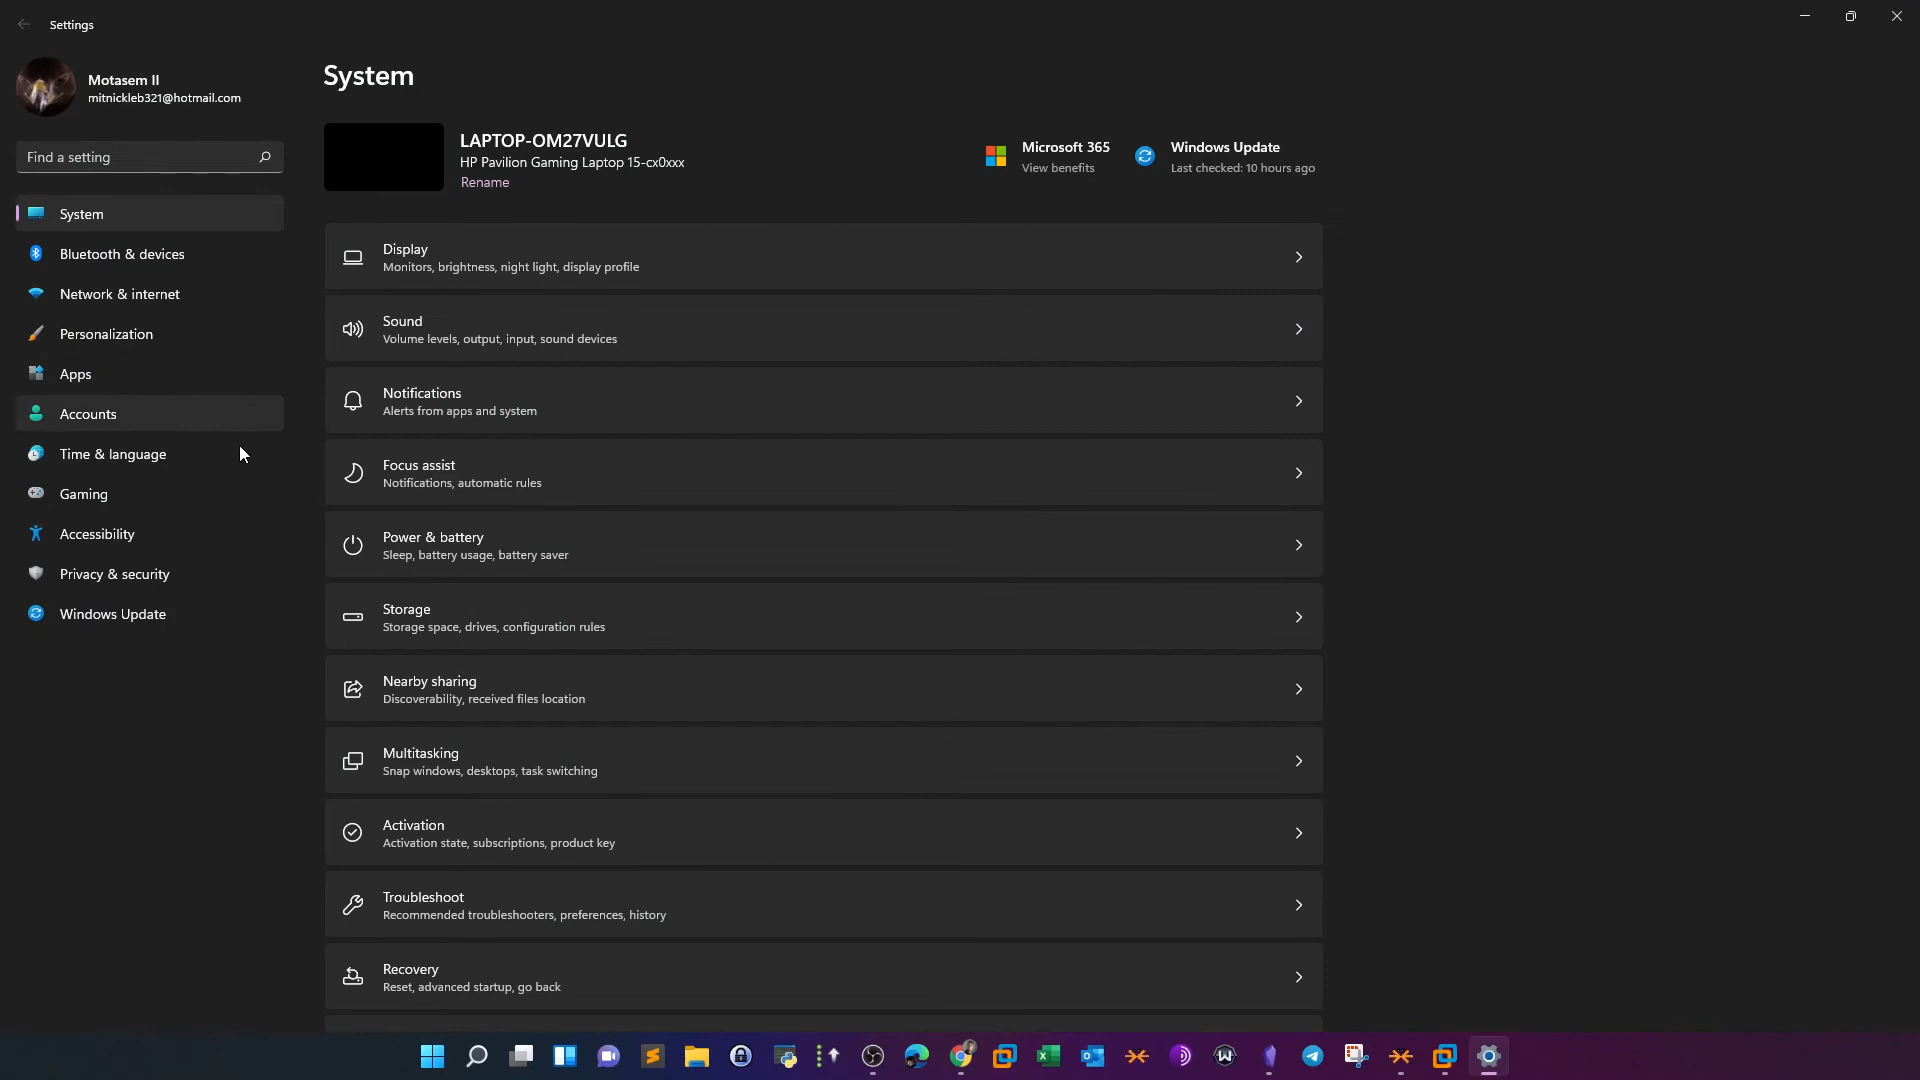 Settings
Motasem II
mitnickleb321@hotmail.com
Find a setting
System
Bluetooth & devices
Network & internet
Personalization
Apps
Accounts
Time & language
Gaming
Accessibility
Privacy & security
Windows Update
System
LAPTOP-OM27VULG
HP Pavilion Gaming Laptop 15-cx0xxx
Rename
Microsoft 365
View benefits
Windows Update
Last checked: 10 hours ago
Display
Monitors, brightness, night light, display profile
Sound
Volume levels, output, input, sound devices
Notifications
Alerts from apps and system
Focus assist
Notifications, automatic rules
Power & battery
Sleep, battery usage, battery saver
Storage
Storage space, drives, configuration rules
Nearby sharing
Discoverability, received files location
Multitasking
Snap windows, desktops, task switching
Activation
Activation state, subscriptions, product key
Troubleshoot
Recommended troubleshooters, preferences, history
Recovery
Reset, advanced startup, go back